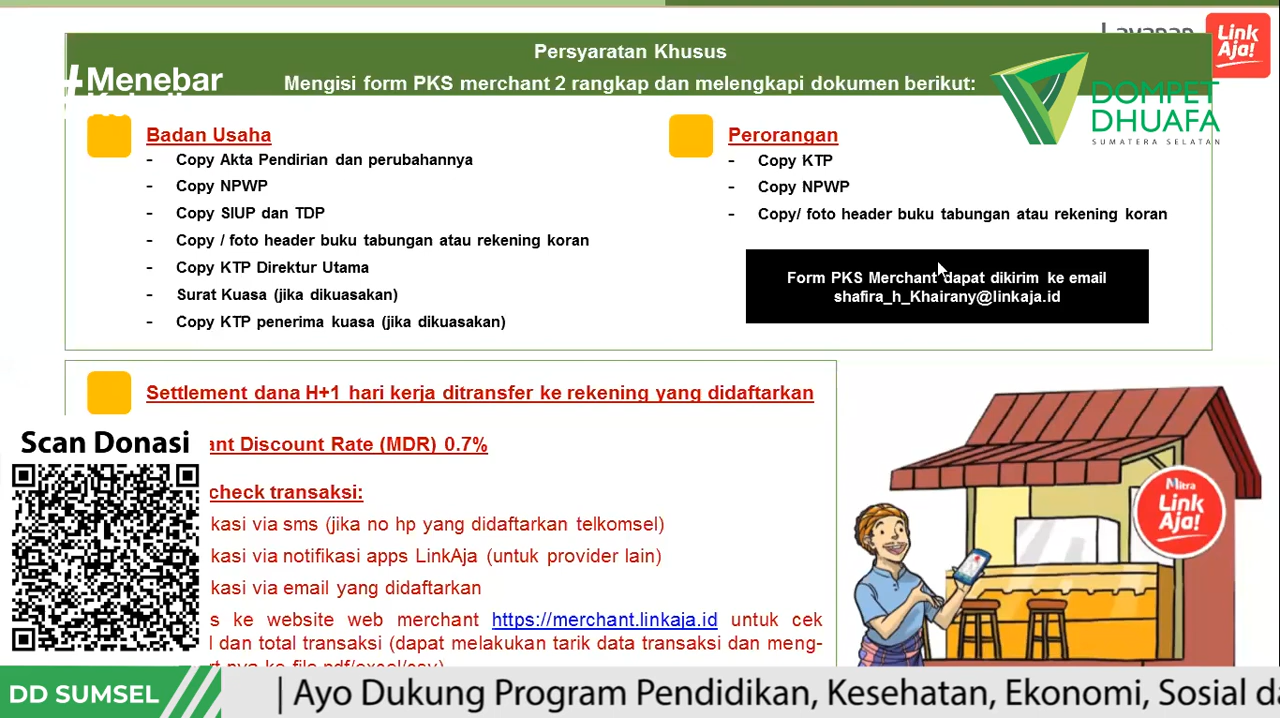 Layanan
Link
Aja!
Persyaratan Khusus
Mengisi form PKS merchant 2 rangkap dan melengkapi dokumen berikut:
#Menebar
DOMPET
DHUAFA
SUMATERA SELATAN
Badan Usaha
- Copy Akta Pendirian dan perubahannya
- Copy NPWP
- Copy SIUP dan TDP
- Copy / foto header buku tabungan atau rekening koran
- Copy KTP Direktur Utama
- Surat Kuasa (jika dikuasakan)
- Copy KTP penerima kuasa (jika dikuasakan)
Perorangan
- Copy KTP
- Copy NPWP
- Copy/ foto header buku tabungan atau rekening koran
Form PKS Merchant dapat dikirim ke email
shafira_h_Khairany@linkaja.id
Settlement dana H+1 hari kerja ditransfer ke rekening yang didaftarkan
ant Discount Rate (MDR) 0.7%
check transaksi:
kasi via sms (jika no hp yang didaftarkan telkomsel)
kasi via notifikasi apps LinkAja (untuk provider lain)
kasi via email yang didaftarkan
s ke website web merchant https://merchant.linkaja.id untuk cek
l dan total transaksi (dapat melakukan tarik data transaksi dan meng-
nya ke file pdf/excel/csv)
Scan Donasi
Mitra
Link
Aja!
DD SUMSEL
| Ayo Dukung Program Pendidikan, Kesehatan, Ekonomi, Sosial da